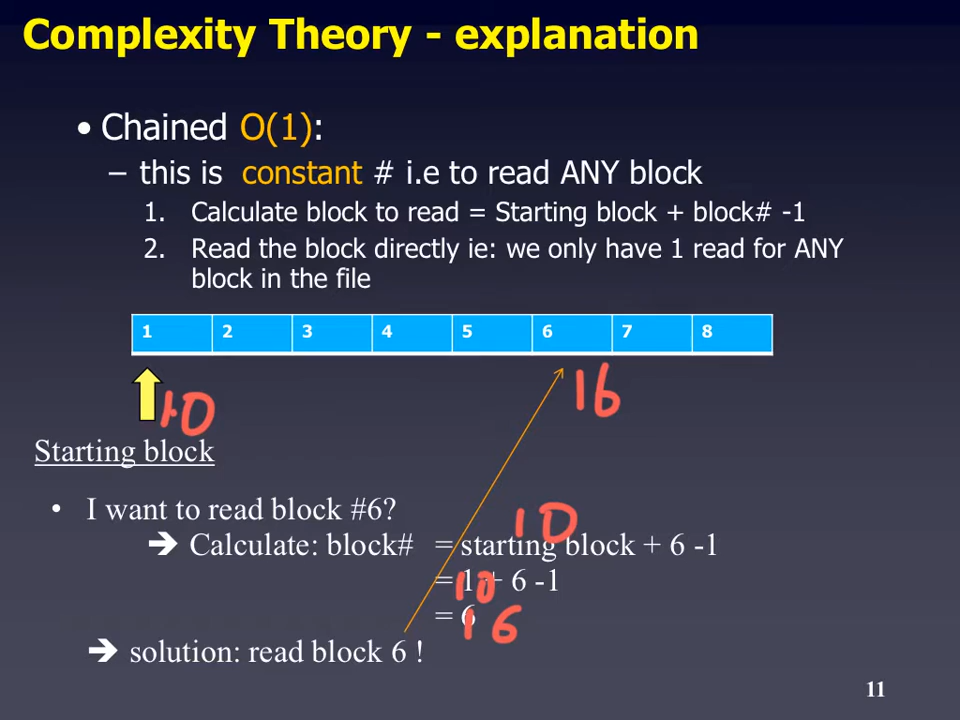 Complexity Theory - explanation
• Chained O(1):
– this is constant # i.e to read ANY block
1. Calculate block to read = Starting block + block# -1
2. Read the block directly ie: we only have 1 read for ANY
block in the file
1 2 3 4 5 6 7 8
10
16
Starting block
• I want to read block #6?
10
➔ Calculate: block# = starting block + 6 -1
10
= 1 + 6 -1
= 6
16
➔ solution: read block 6 !
11